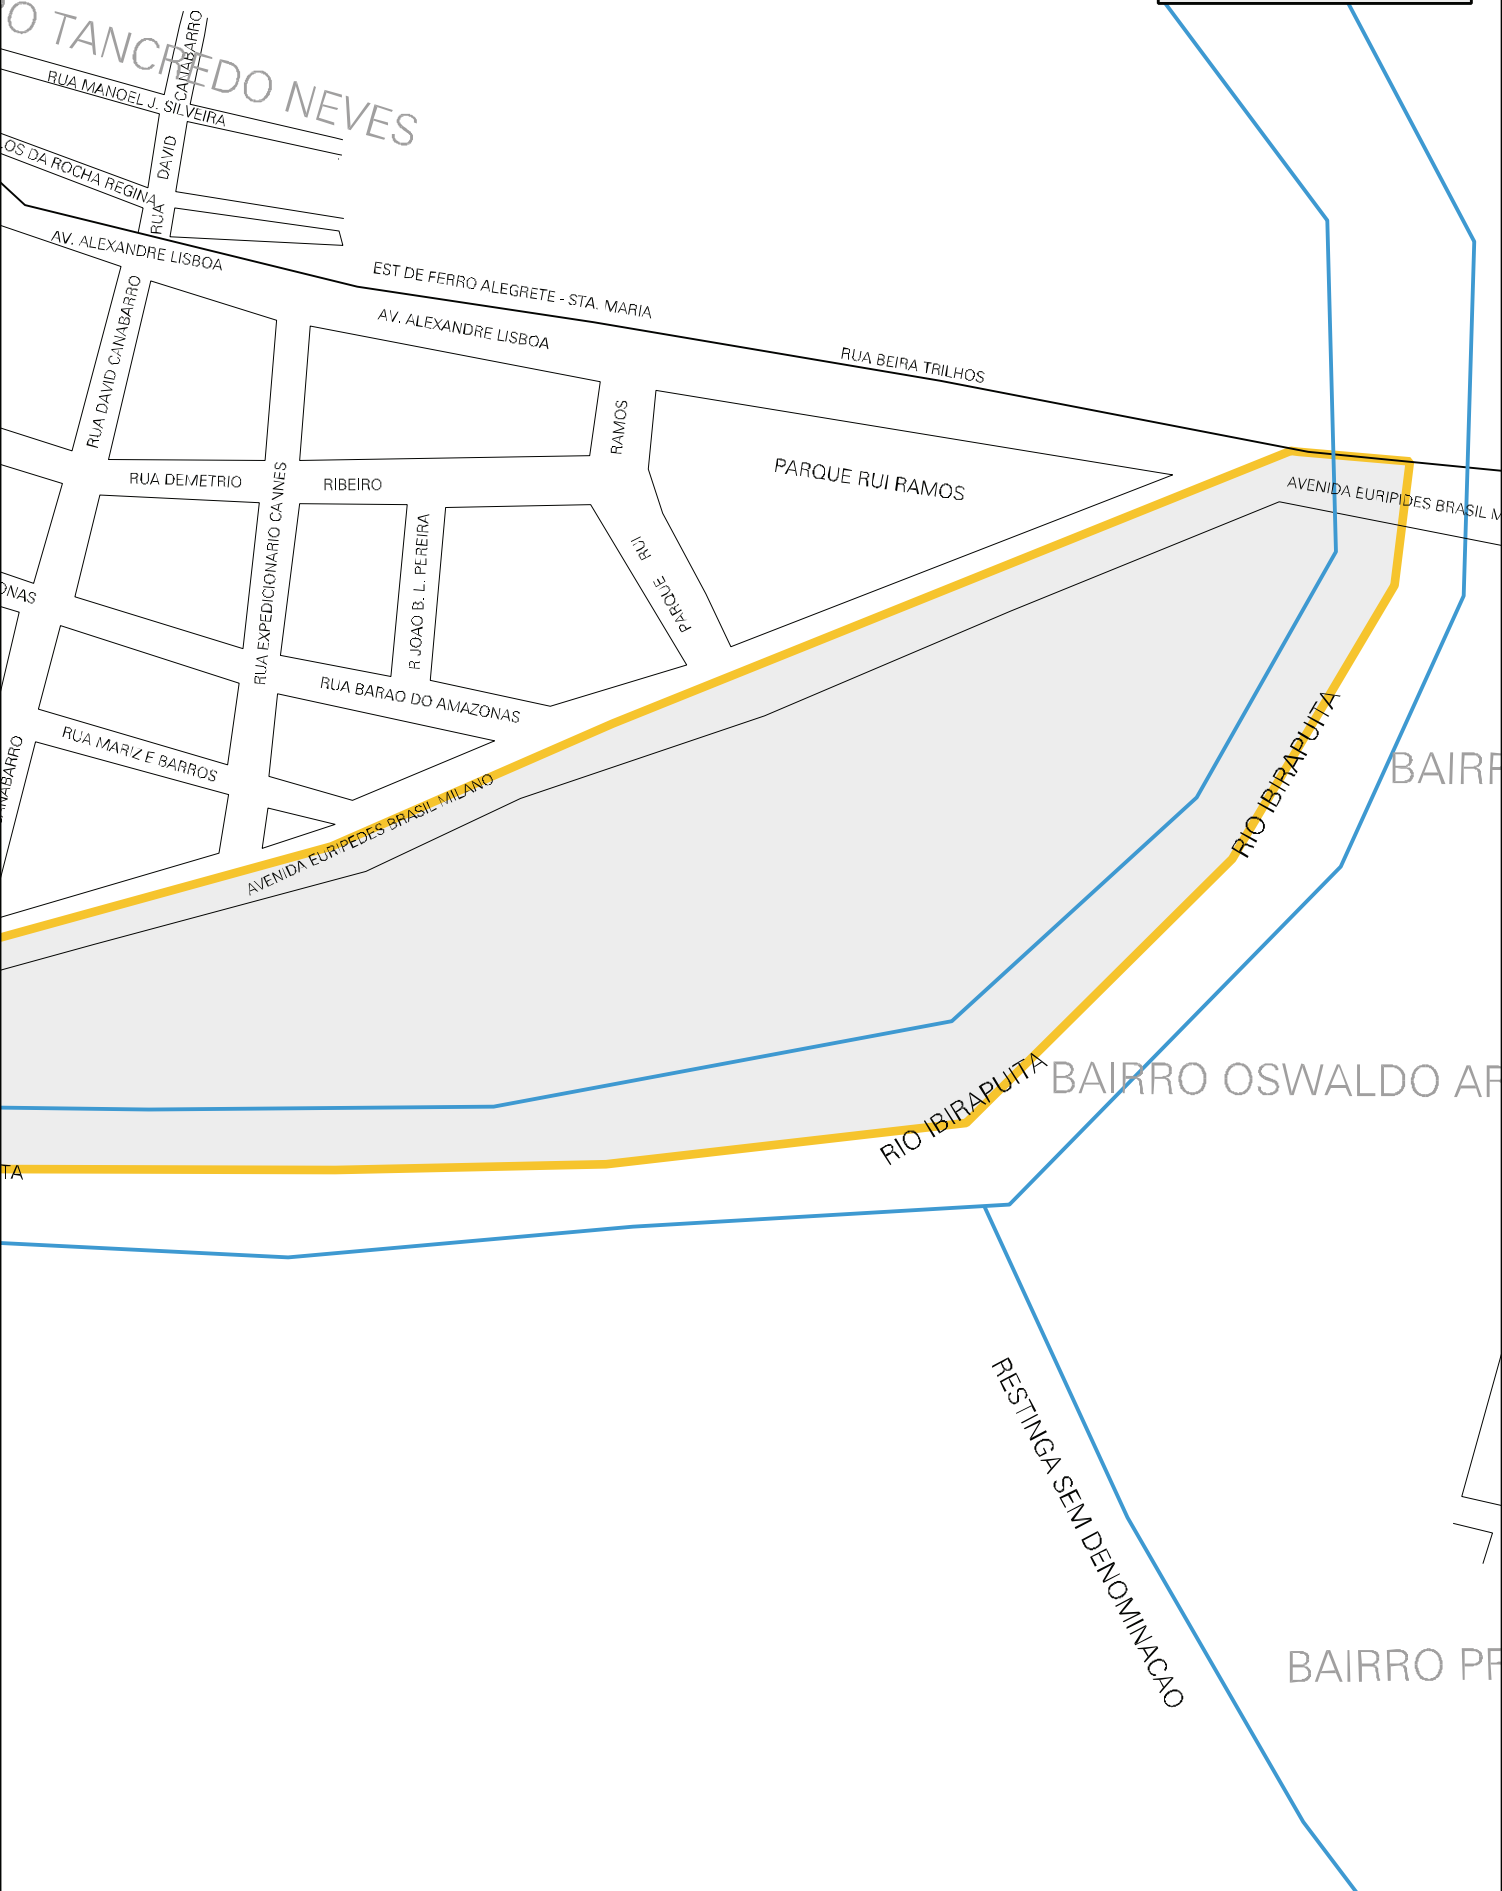 O TANCREDO NEVES
CANABARRO
RUA MANOEL J. SILVEIRA
DAVID
LOS DA ROCHA REGINA
RUA
AV. ALEXANDRE LISBOA
EST DE FERRO ALEGRETE - STA. MARIA
AV. ALEXANDRE LISBOA
RUA BEIRA TRILHOS
RUA DAVID CANABARRO
RAMOS
PARQUE RUI RAMOS
RUA DEMETRIO
RIBEIRO
AVENIDA EURIPIDES BRASIL M
RUA EXPEDICIONARIO CANNES
R JOAO B. L. PEREIRA
PARQUE RUI
ONAS
RUA BARAO DO AMAZONAS
RUA MARIZ E BARROS
ANABARRO
AVENIDA EURIPEDES BRASIL MILANO
RIO IBIRAPUITA
BAIRR
RIO IBIRAPUITA
BAIRRO OSWALDO AR
TA
RESTINGA SEM DENOMINACAO
BAIRRO PR